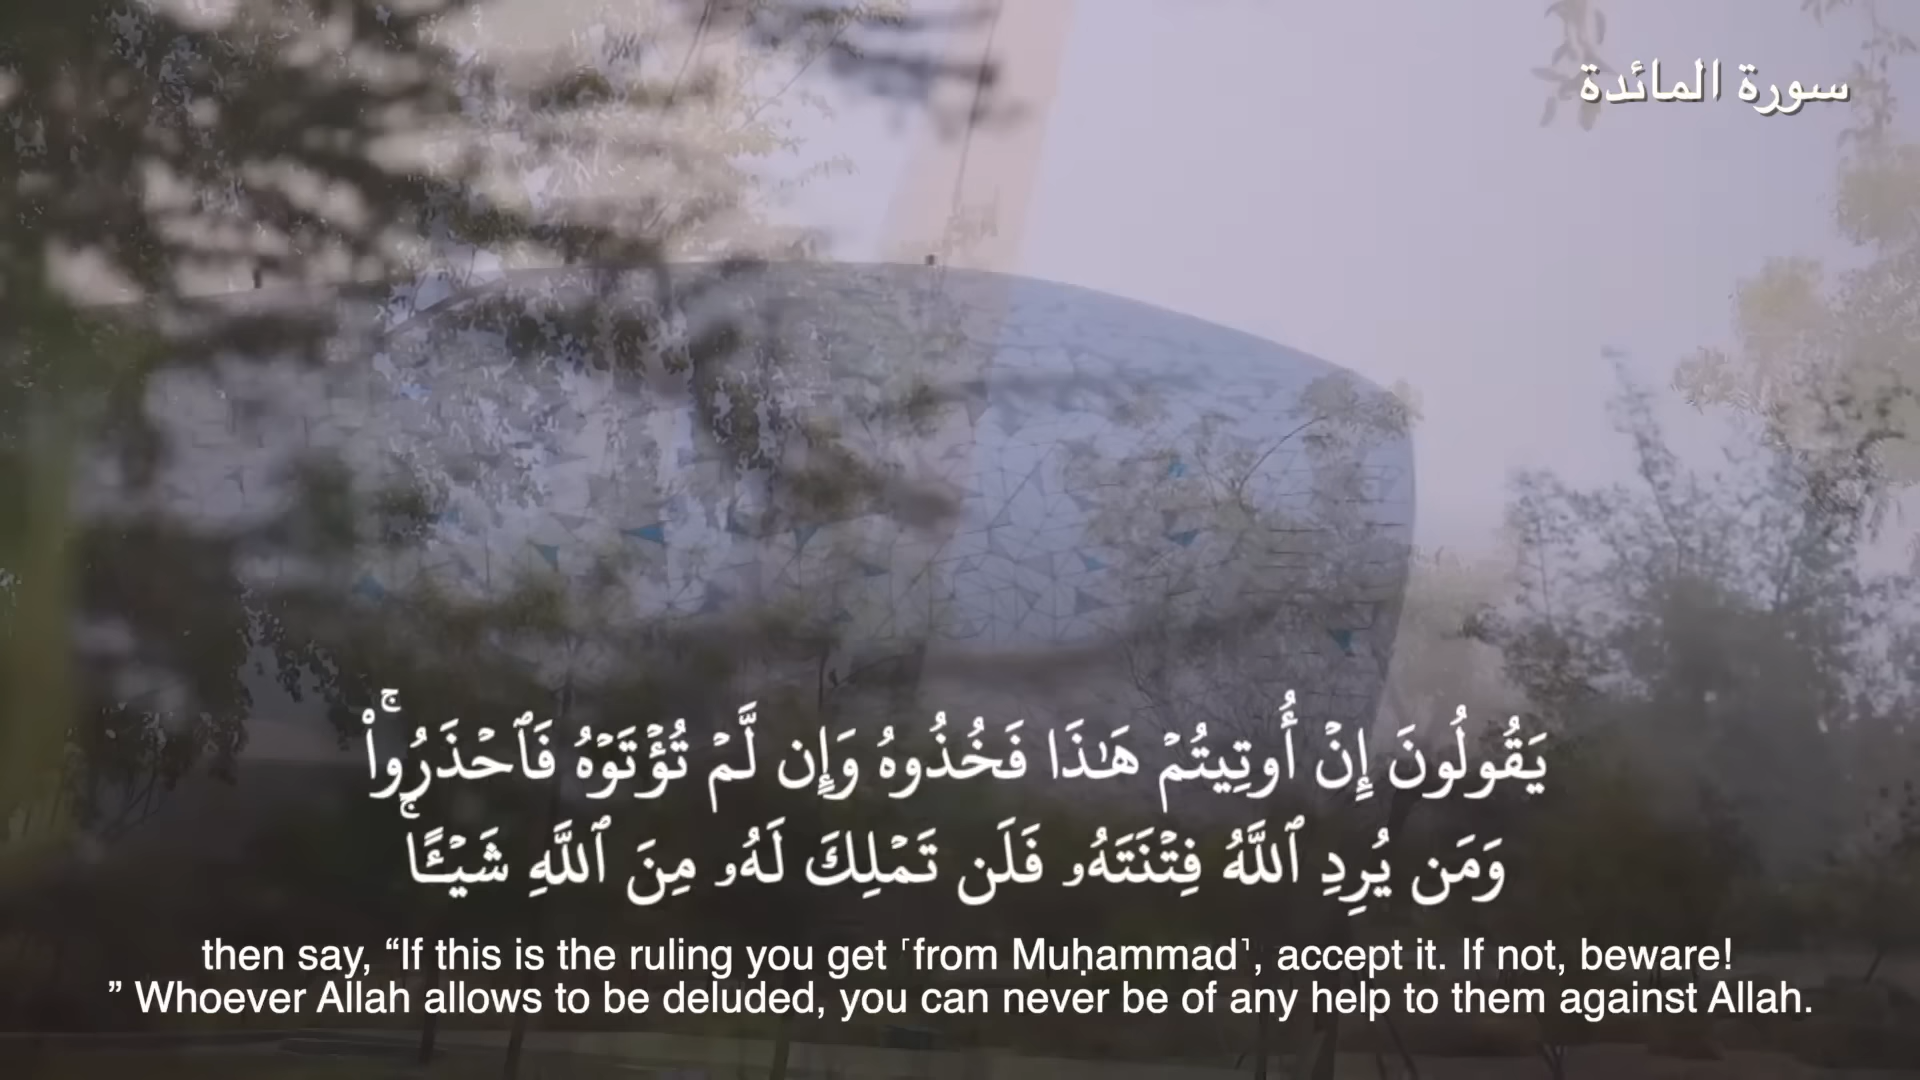 سورة المائدة
يَقُولُونَ إِنۡ أُوتِيتُمۡ هَٰذَا فَخُذُوهُ وَإِن لَّمۡ تُؤۡتَوۡهُ فَٱحۡذَرُواْۚ
وَمَن يُرِدِ ٱللَّهُ فِتۡنَتَهُۥ فَلَن تَمۡلِكَ لَهُۥ مِنَ ٱللَّهِ شَيۡـًٔاۚ
then say, “If this is the ruling you get ˹from Muḥammad˺, accept it. If not, beware!
” Whoever Allah allows to be deluded, you can never be of any help to them against Allah.